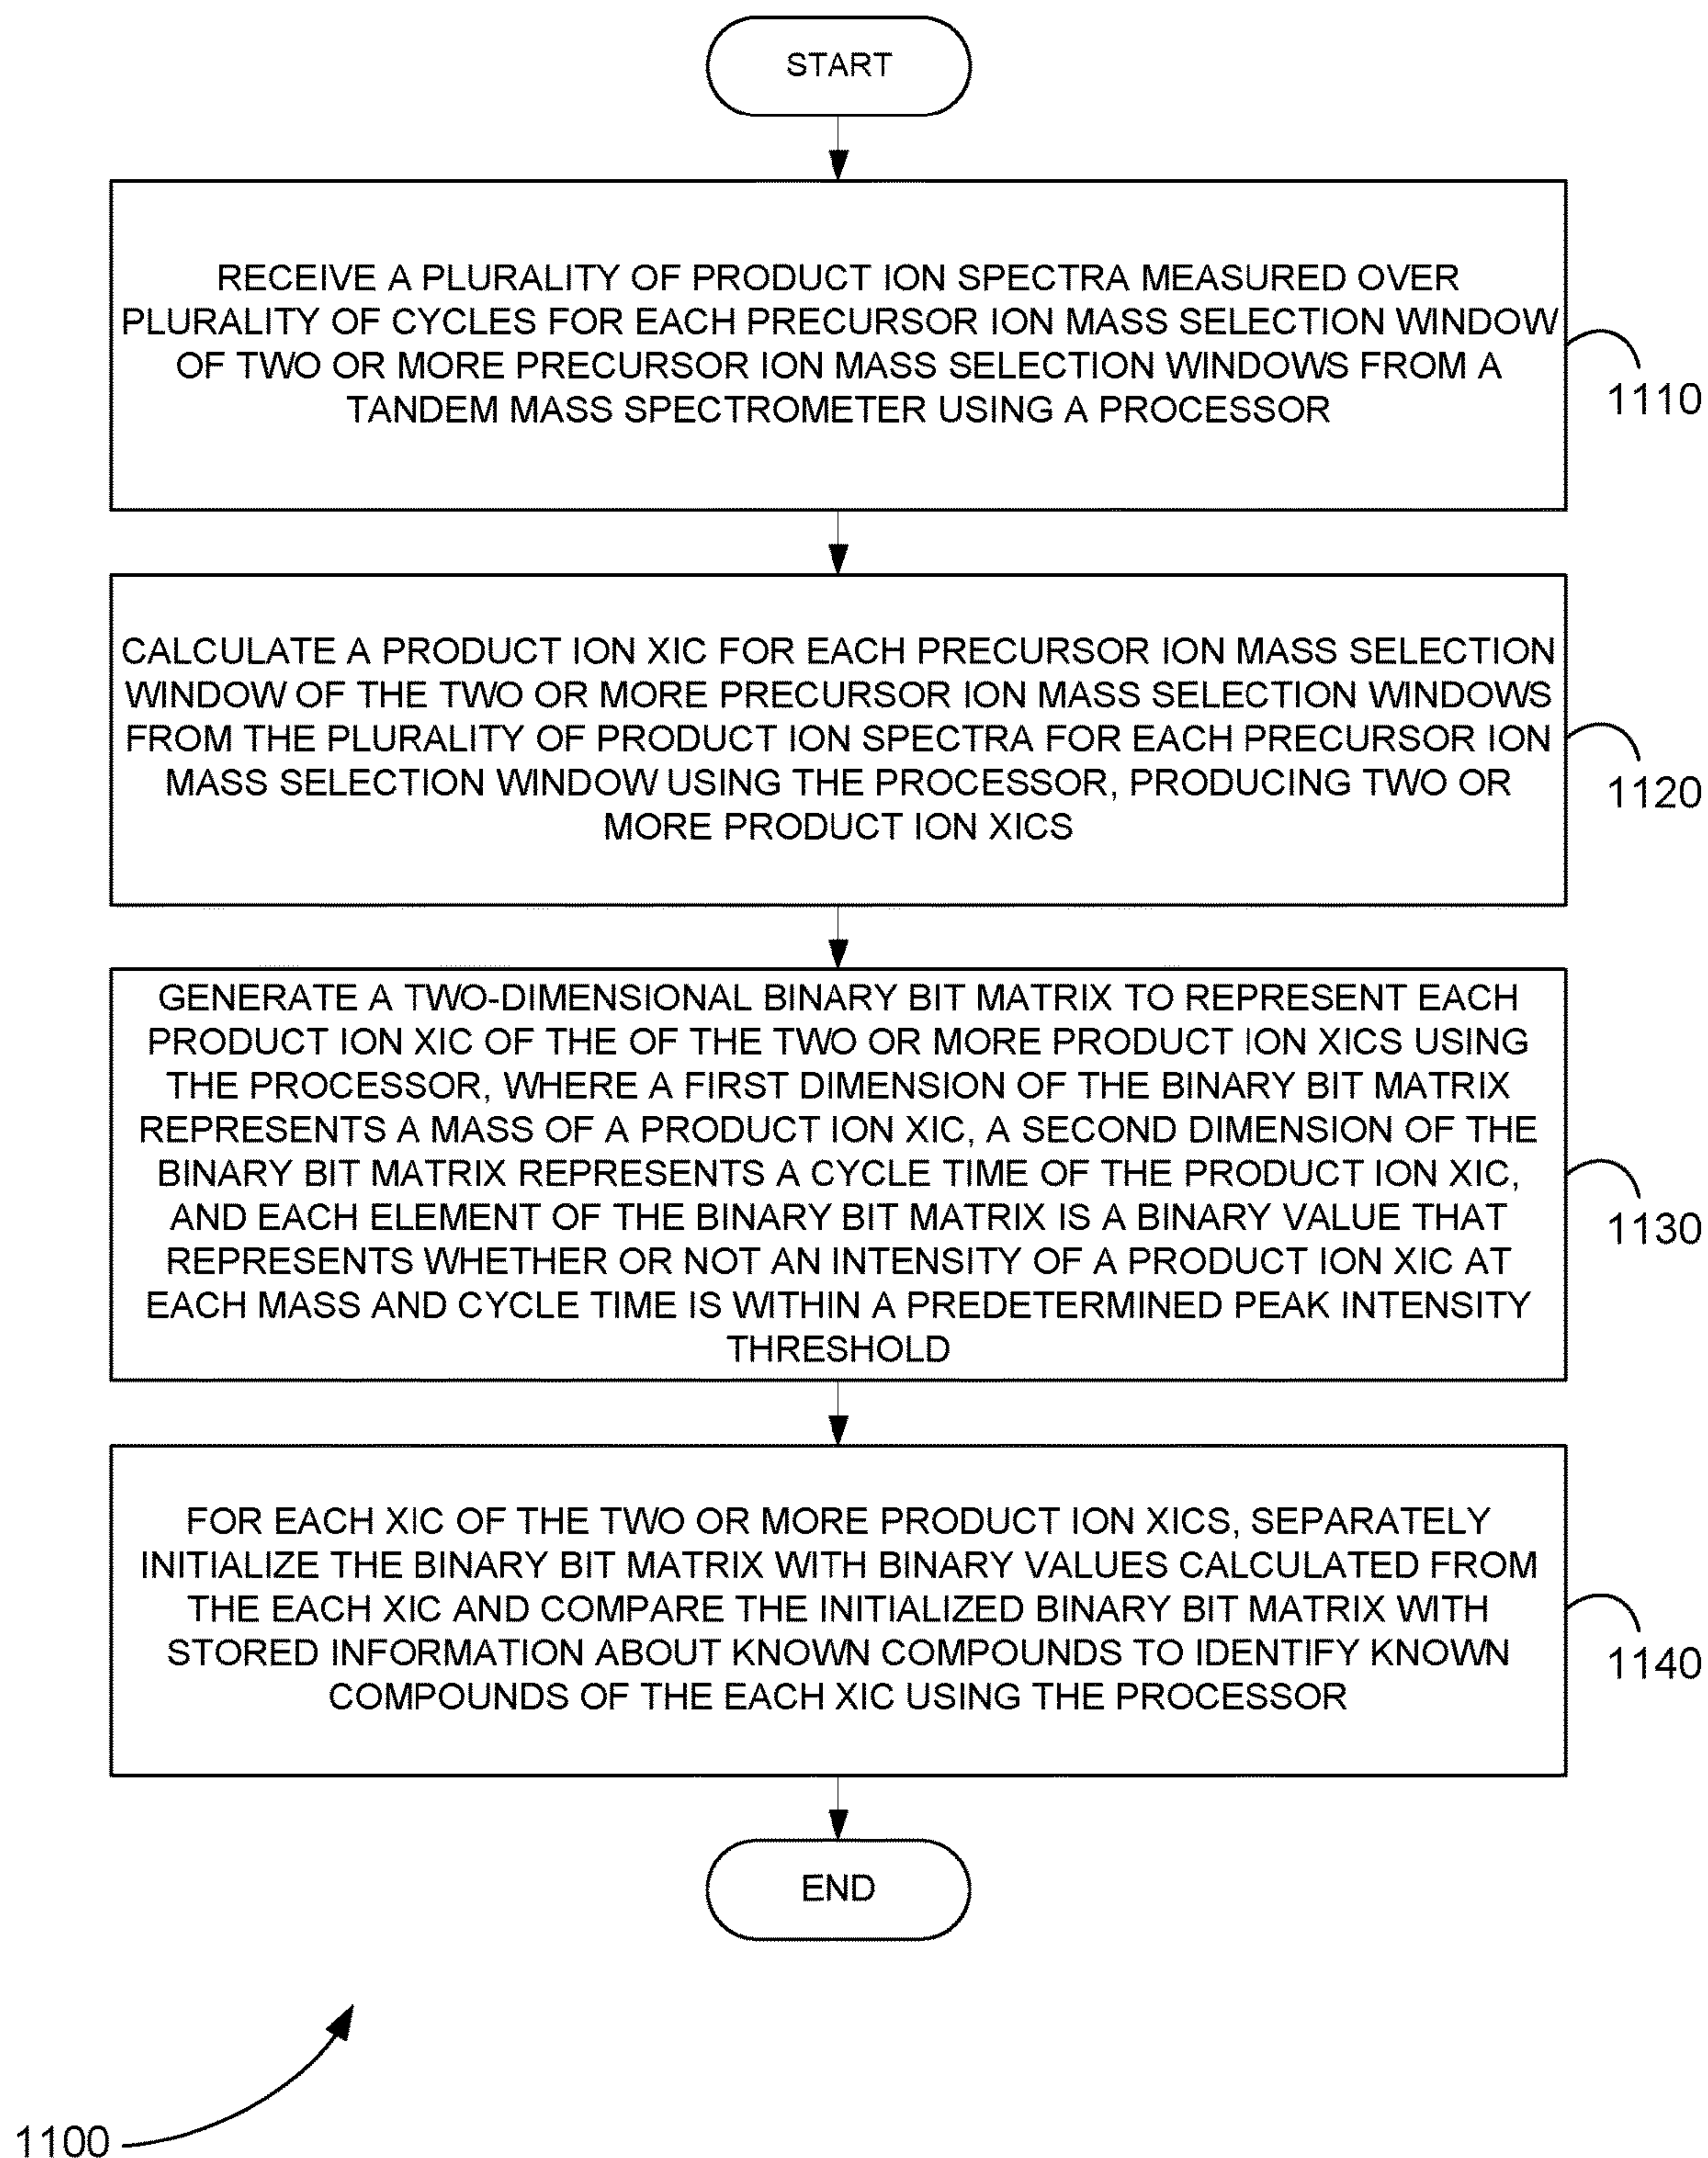 START
RECEIVE A PLURALITY OF PRODUCT ION SPECTRA MEASURED OVER
PLURALITY OF CYCLES FOR EACH PRECURSOR ION MASS SELECTION WINDOW
OF TWO OR MORE PRECURSOR ION MASS SELECTION WINDOWS FROM A
TANDEM MASS SPECTROMETER USING A PROCESSOR
1110
CALCULATE A PRODUCT ION XIC FOR EACH PRECURSOR ION MASS SELECTION
WINDOW OF THE TWO OR MORE PRECURSOR ION MASS SELECTION WINDOWS
FROM THE PLURALITY OF PRODUCT ION SPECTRA FOR EACH PRECURSOR ION
MASS SELECTION WINDOW USING THE PROCESSOR, PRODUCING TWO OR
MORE PRODUCT ION XICS
1120
GENERATE A TWO-DIMENSIONAL BINARY BIT MATRIX TO REPRESENT EACH
PRODUCT ION XIC OF THE OF THE TWO OR MORE PRODUCT ION XICS USING
THE PROCESSOR, WHERE A FIRST DIMENSION OF THE BINARY BIT MATRIX
REPRESENTS A MASS OF A PRODUCT ION XIC, A SECOND DIMENSION OF THE
BINARY BIT MATRIX REPRESENTS A CYCLE TIME OF THE PRODUCT ION XIC,
AND EACH ELEMENT OF THE BINARY BIT MATRIX IS A BINARY VALUE THAT
REPRESENTS WHETHER OR NOT AN INTENSITY OF A PRODUCT ION XIC AT
EACH MASS AND CYCLE TIME IS WITHIN A PREDETERMINED PEAK INTENSITY
THRESHOLD
1130
FOR EACH XIC OF THE TWO OR MORE PRODUCT ION XICS, SEPARATELY
INITIALIZE THE BINARY BIT MATRIX WITH BINARY VALUES CALCULATED FROM
THE EACH XIC AND COMPARE THE INITIALIZED BINARY BIT MATRIX WITH
STORED INFORMATION ABOUT KNOWN COMPOUNDS TO IDENTIFY KNOWN
COMPOUNDS OF THE EACH XIC USING THE PROCESSOR
1140
END
1100